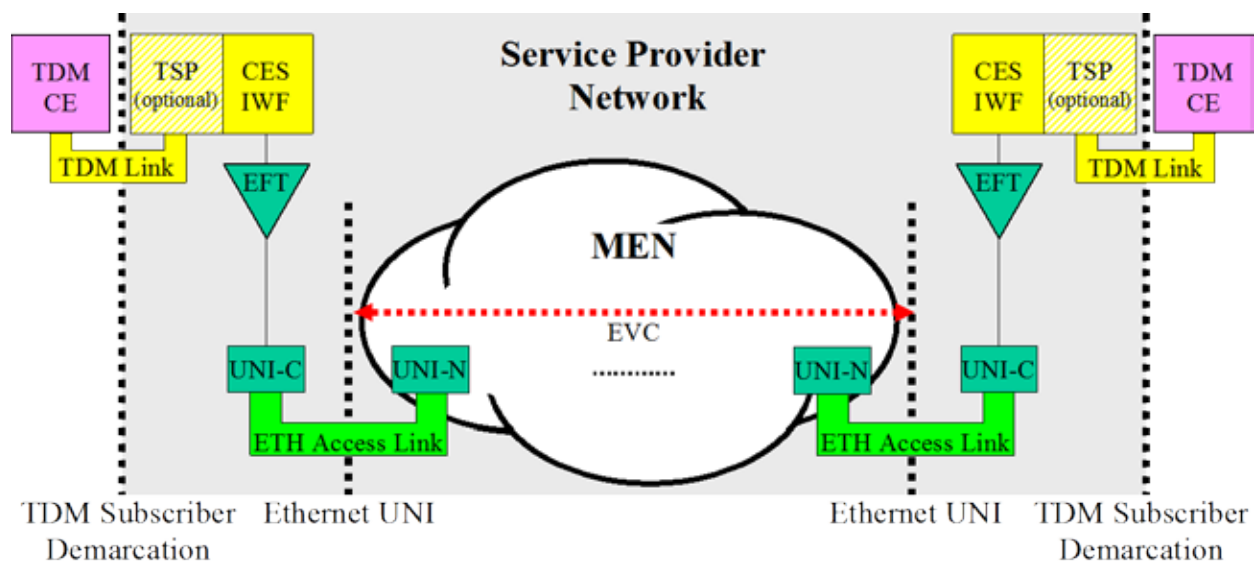 Service Provider
Network
TDM
CE
TSP
(optional)
CES
IWF
TDM Link
EFT
CES
IWF
TSP
(optional)
TDM
CE
TDM Link
EFT
MEN
EVC
............
UNI-C
UNI-N
ETH Access Link
UNI-N
UNI-C
ETH Access Link
TDM Subscriber
Demarcation
Ethernet UNI
Ethernet UNI
TDM Subscriber
Demarcation